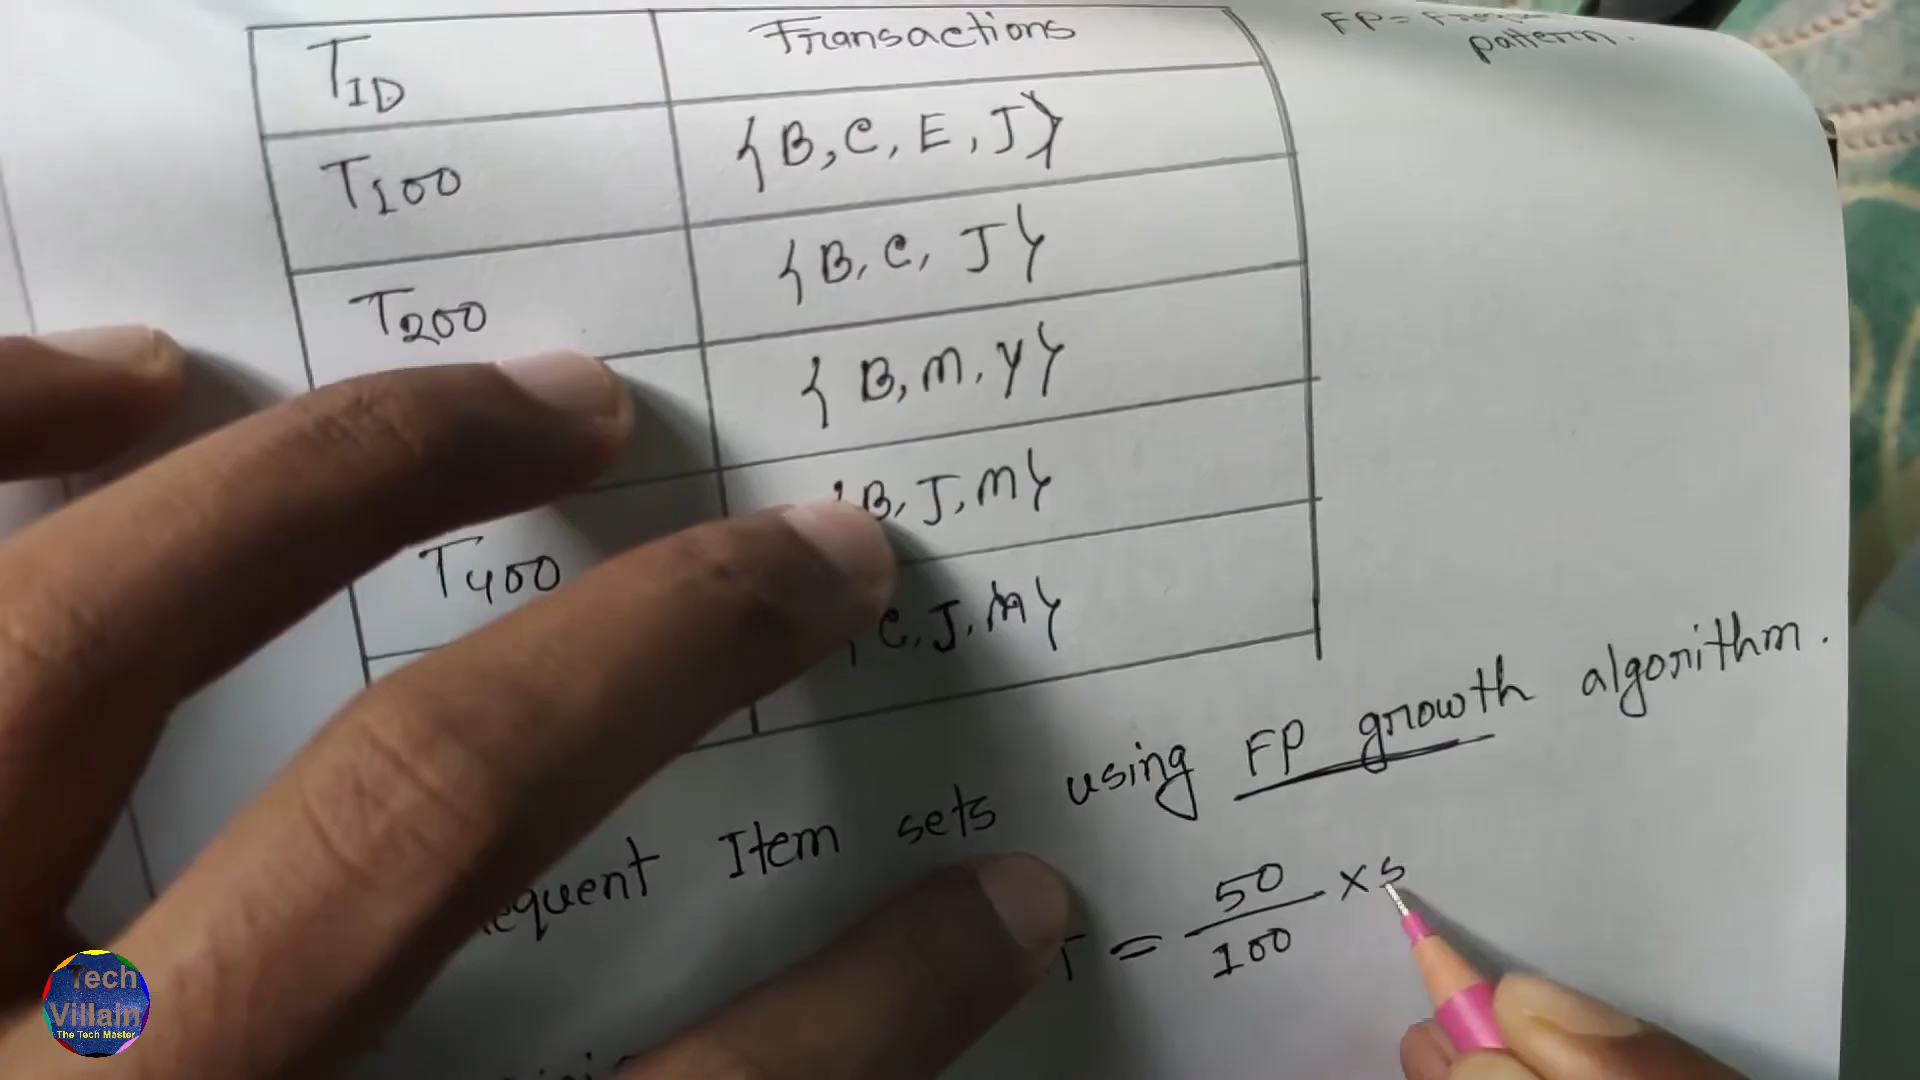 TID Transactions
FP =
pattern.
T100 {B, C, E, J}
T200 {B, C, J}
{B, M, Y}
T400 B, J, M}
C, J, M}
equent Item sets using FP growth algorithm.
T = 50/100 × 5
Tech
Villain
The Tech Master